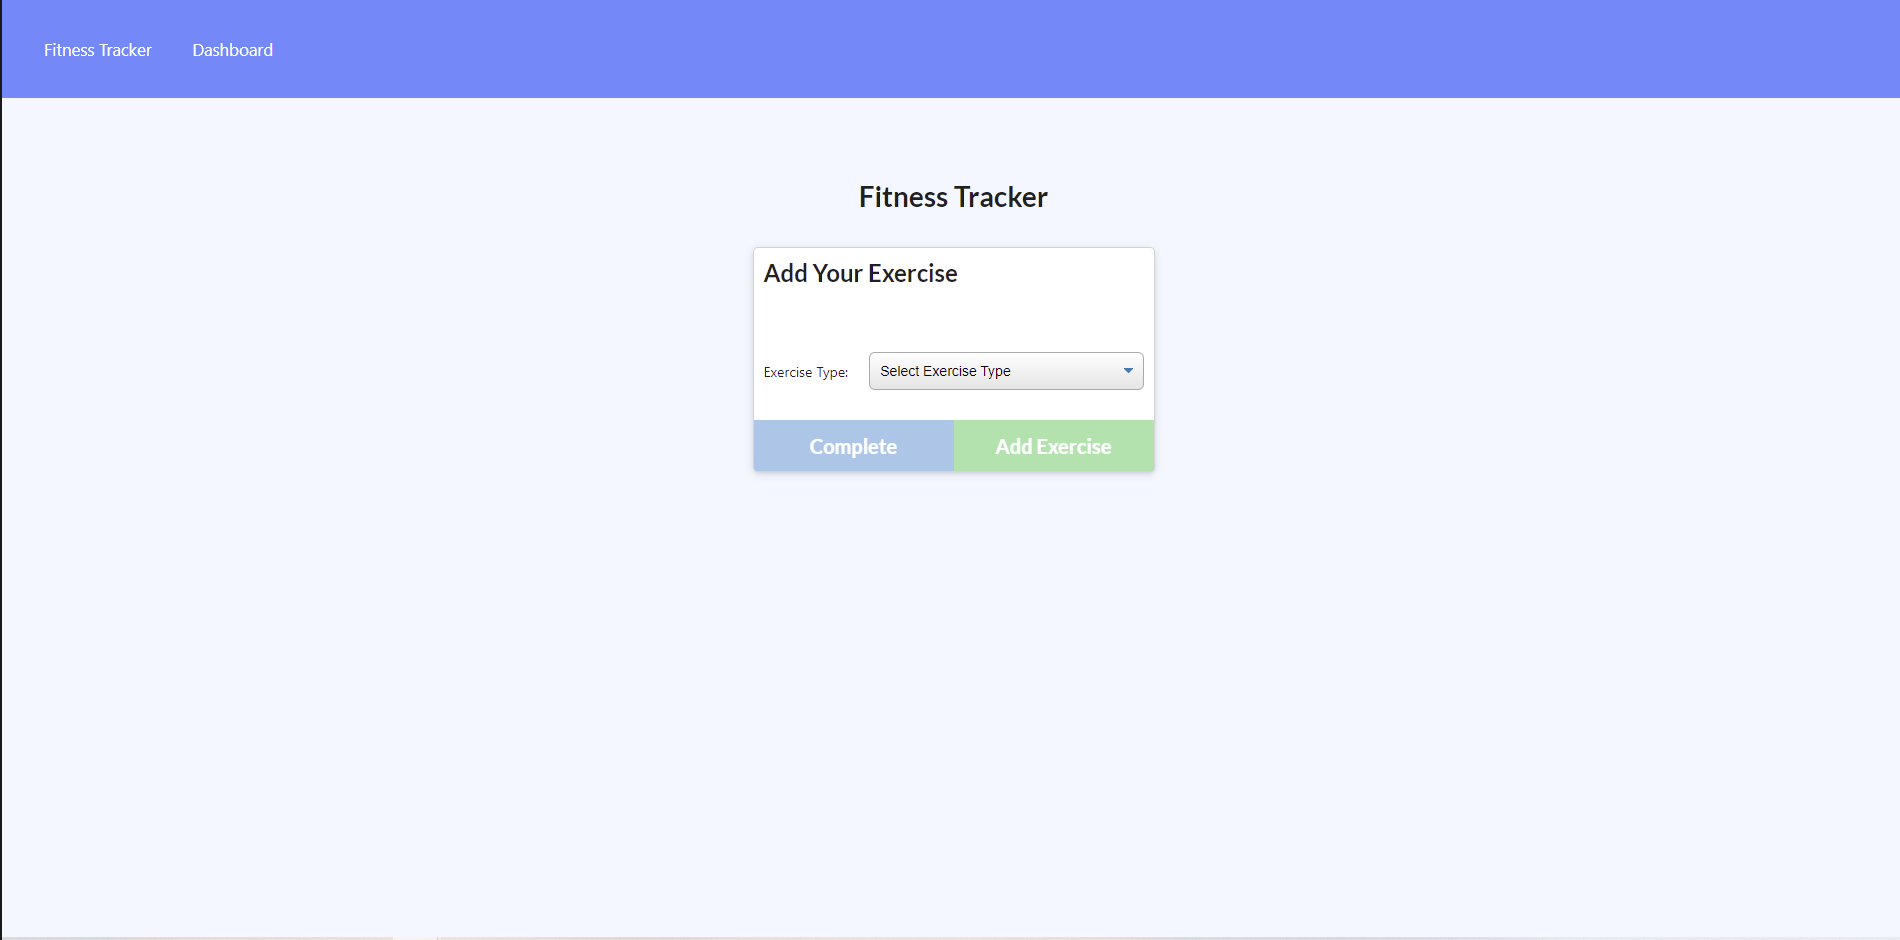 Fitness Tracker Dashboard
Fitness Tracker
Add Your Exercise
Exercise Type: Select Exercise Type
Complete Add Exercise